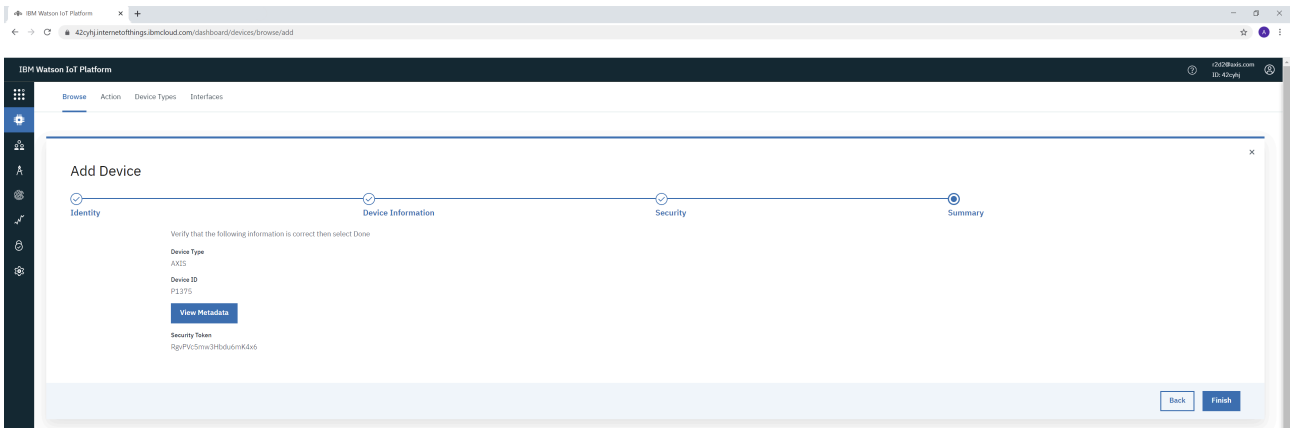 IBM Watson IoT Platform
42cyhj.internetofthings.ibmcloud.com/dashboard/devices/browse/add
A
IBM Watson IoT Platform
r2d2@axis.com
ID: 42cyhj
Browse Action Device Types Interfaces
Add Device
Identity Device Information Security Summary
Verify that the following information is correct then select Done
Device Type
AXIS
Device ID
P1375
View Metadata
Security Token
RgvPVc5mw3Hbdu6mK4x6
Back Finish